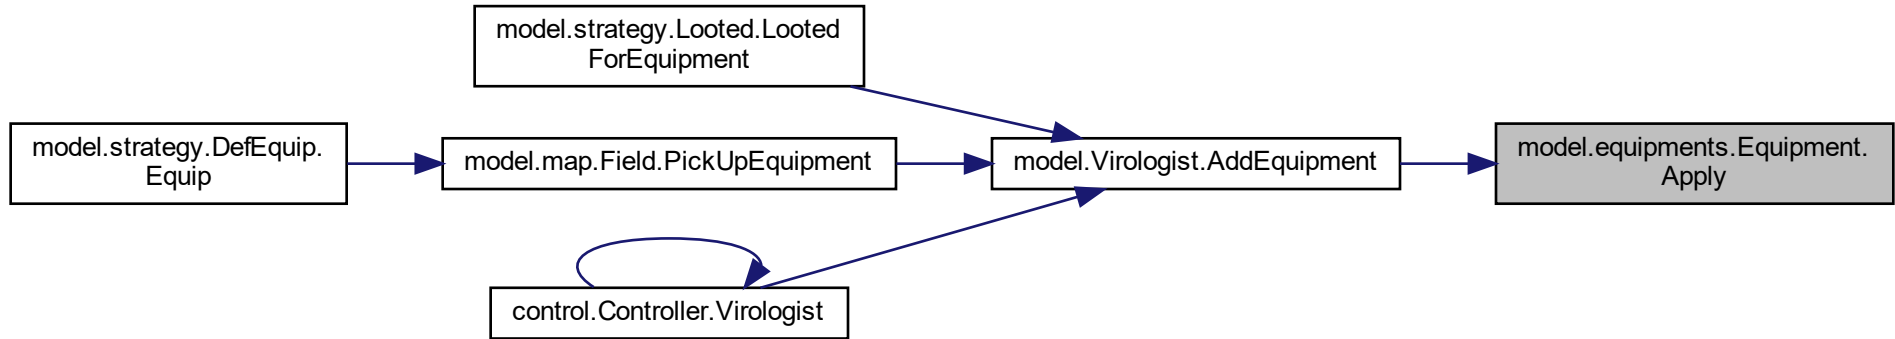 model.strategy.Looted.Looted
ForEquipment
model.strategy.DefEquip.
Equip
model.map.Field.PickUpEquipment
model.Virologist.AddEquipment
model.equipments.Equipment.
Apply
control.Controller.Virologist